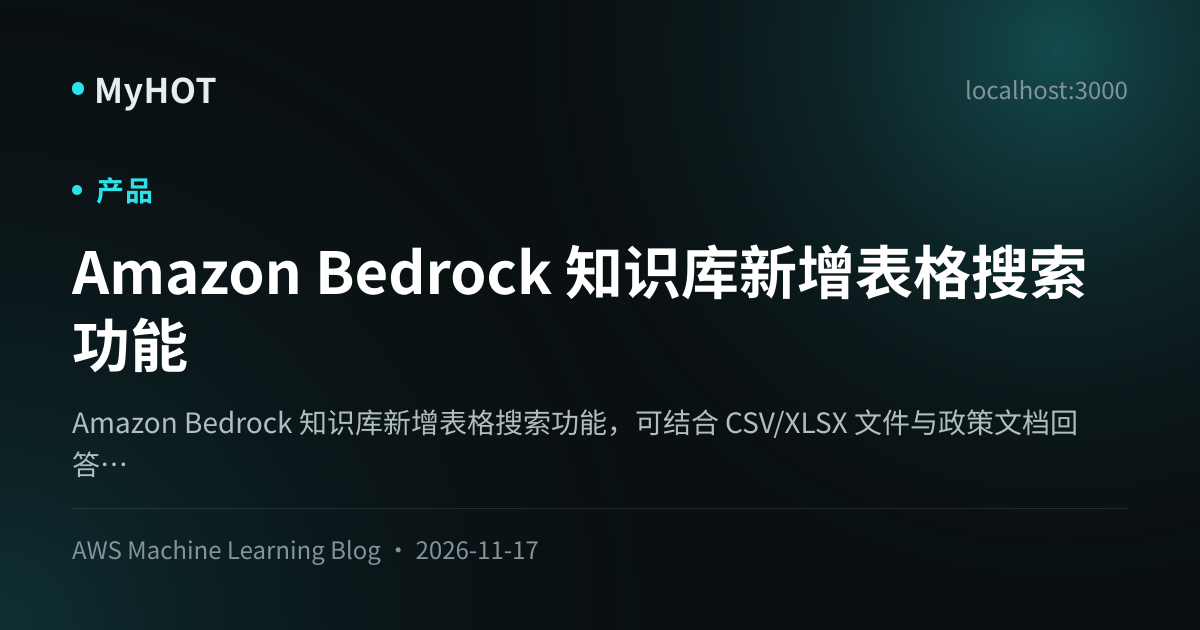 MyHOT
localhost:3000
产品
Amazon Bedrock 知识库新增表格搜索
功能
Amazon Bedrock 知识库新增表格搜索功能，可结合 CSV/XLSX 文件与政策文档回
答…
AWS Machine Learning Blog · 2026-11-17